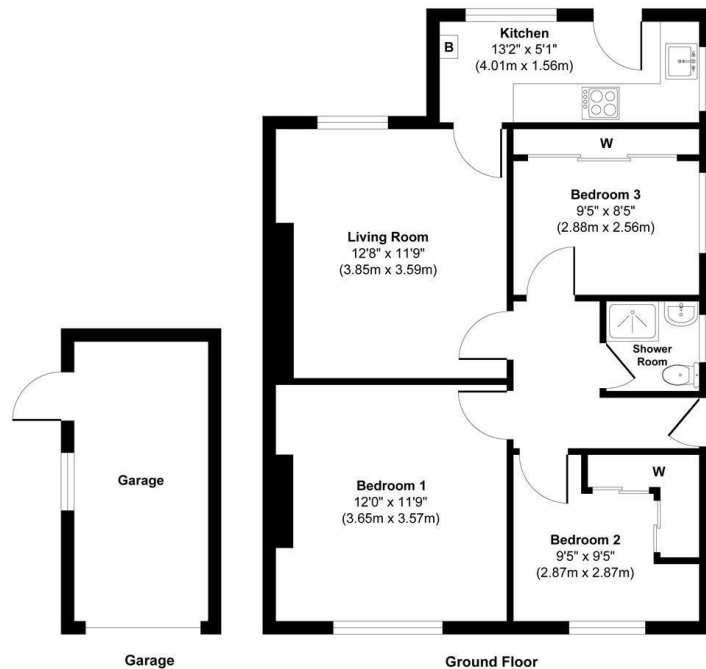 Kitchen
13'2" x 5'1"
(4.01m x 1.56m)
B
W
Bedroom 3
9'5" x 8'5"
(2.88m x 2.56m)
Living Room
12'8" x 11'9"
(3.85m x 3.59m)
Shower
Room
Garage
Bedroom 1
12'0" x 11'9"
(3.65m x 3.57m)
W
Bedroom 2
9'5" x 9'5"
(2.87m x 2.87m)
Garage
Ground Floor